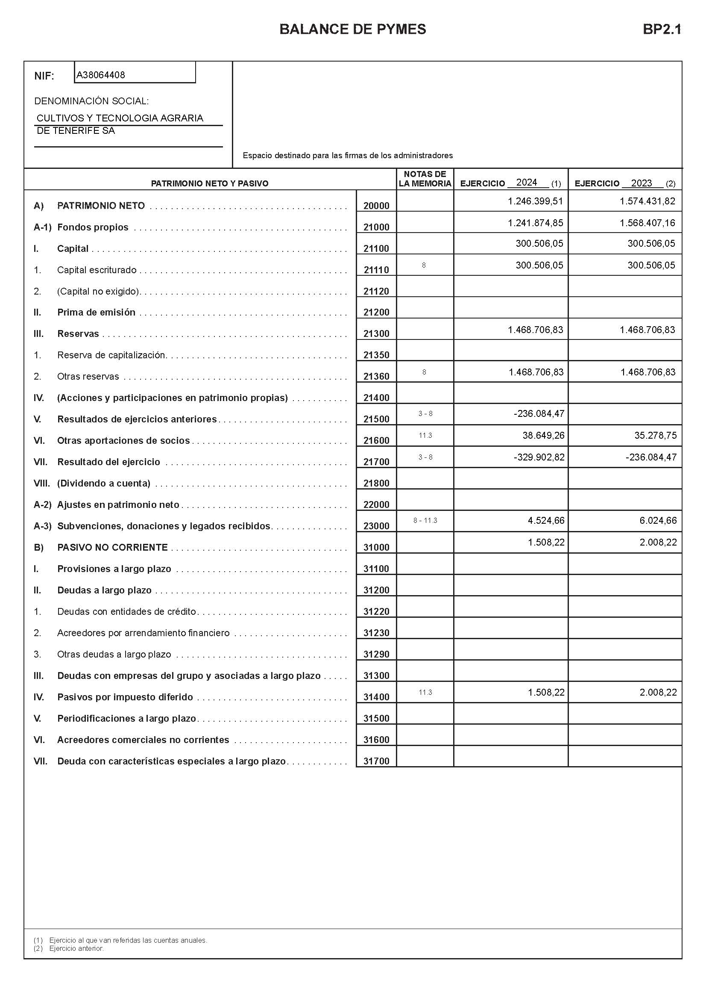 BALANCE DE PYMES BP2.1
NIF: A38064408
DENOMINACIÓN SOCIAL:
CULTIVOS Y TECNOLOGIA AGRARIA
DE TENERIFE SA
Espacio destinado para las firmas de los administradores
PATRIMONIO NETO Y PASIVO NOTAS DE LA MEMORIA EJERCICIO 2024 (1) EJERCICIO 2023 (2)
A) PATRIMONIO NETO 20000 1.246.399,51 1.574.431,82
A-1) Fondos propios 21000 1.241.874,85 1.568.407,16
I. Capital 21100 300.506,05 300.506,05
1. Capital escriturado 21110 8 300.506,05 300.506,05
2. (Capital no exigido) 21120
II. Prima de emisión 21200
III. Reservas 21300 1.468.706,83 1.468.706,83
1. Reserva de capitalización 21350
2. Otras reservas 21360 8 1.468.706,83 1.468.706,83
IV. (Acciones y participaciones en patrimonio propias) 21400
V. Resultados de ejercicios anteriores 21500 3 - 8 -236.084,47
VI. Otras aportaciones de socios 21600 11.3 38.649,26 35.278,75
VII. Resultado del ejercicio 21700 3 - 8 -329.902,82 -236.084,47
VIII. (Dividendo a cuenta) 21800
A-2) Ajustes en patrimonio neto 22000
A-3) Subvenciones, donaciones y legados recibidos 23000 8 - 11.3 4.524,66 6.024,66
B) PASIVO NO CORRIENTE 31000 1.508,22 2.008,22
I. Provisiones a largo plazo 31100
II. Deudas a largo plazo 31200
1. Deudas con entidades de crédito 31220
2. Acreedores por arrendamiento financiero 31230
3. Otras deudas a largo plazo 31290
III. Deudas con empresas del grupo y asociadas a largo plazo 31300
IV. Pasivos por impuesto diferido 31400 11.3 1.508,22 2.008,22
V. Periodificaciones a largo plazo 31500
VI. Acreedores comerciales no corrientes 31600
VII. Deuda con características especiales a largo plazo 31700
(1) Ejercicio al que van referidas las cuentas anuales.
(2) Ejercicio anterior.